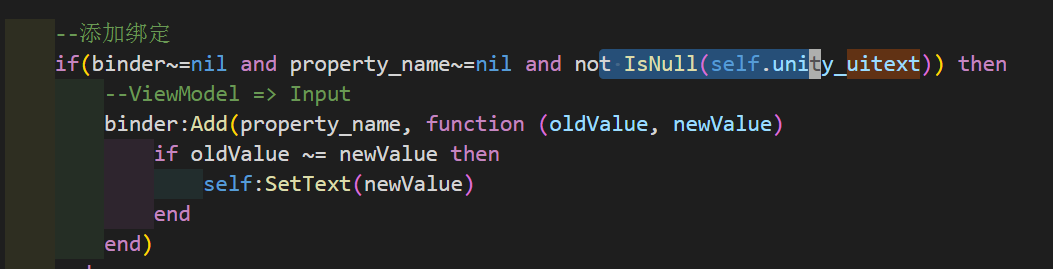 --添加绑定
if(binder~=nil and property_name~=nil and not IsNull(self.unity_uitext)) then
--ViewModel => Input
binder:Add(property_name, function (oldValue, newValue)
if oldValue ~= newValue then
self:SetText(newValue)
end
end)